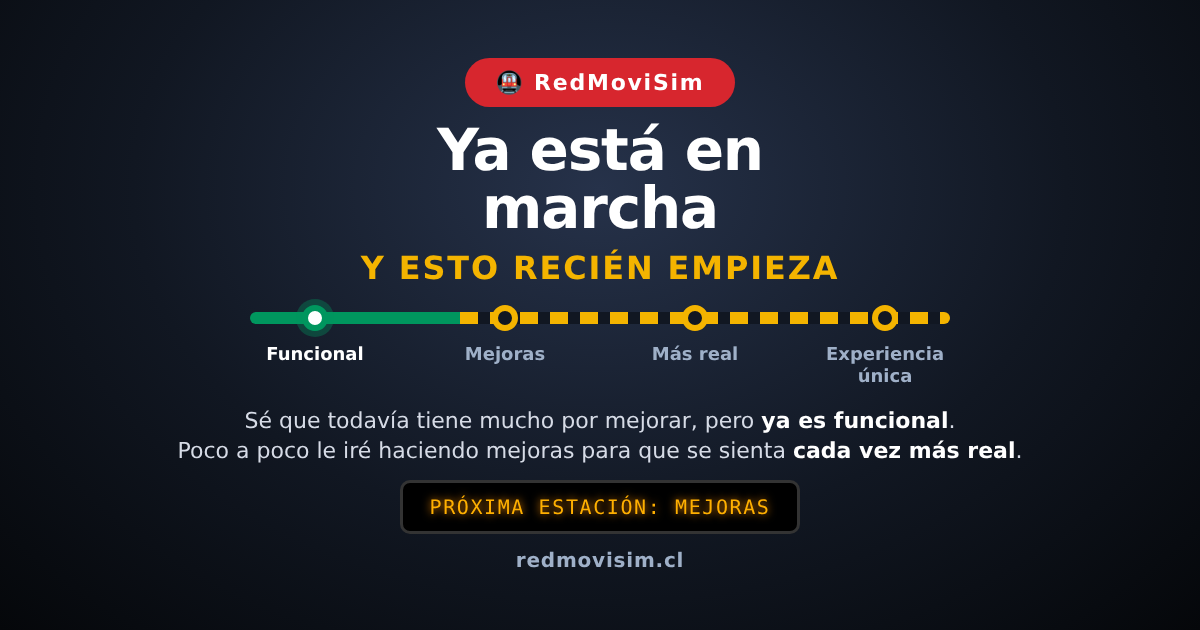 RedMoviSim
Ya está en
marcha
Y ESTO RECIÉN EMPIEZA
Funcional
Mejoras
Más real
Experiencia
única
Sé que todavía tiene mucho por mejorar, pero ya es funcional.
Poco a poco le iré haciendo mejoras para que se sienta cada vez más real.
PRÓXIMA ESTACIÓN: MEJORAS
redmovisim.cl